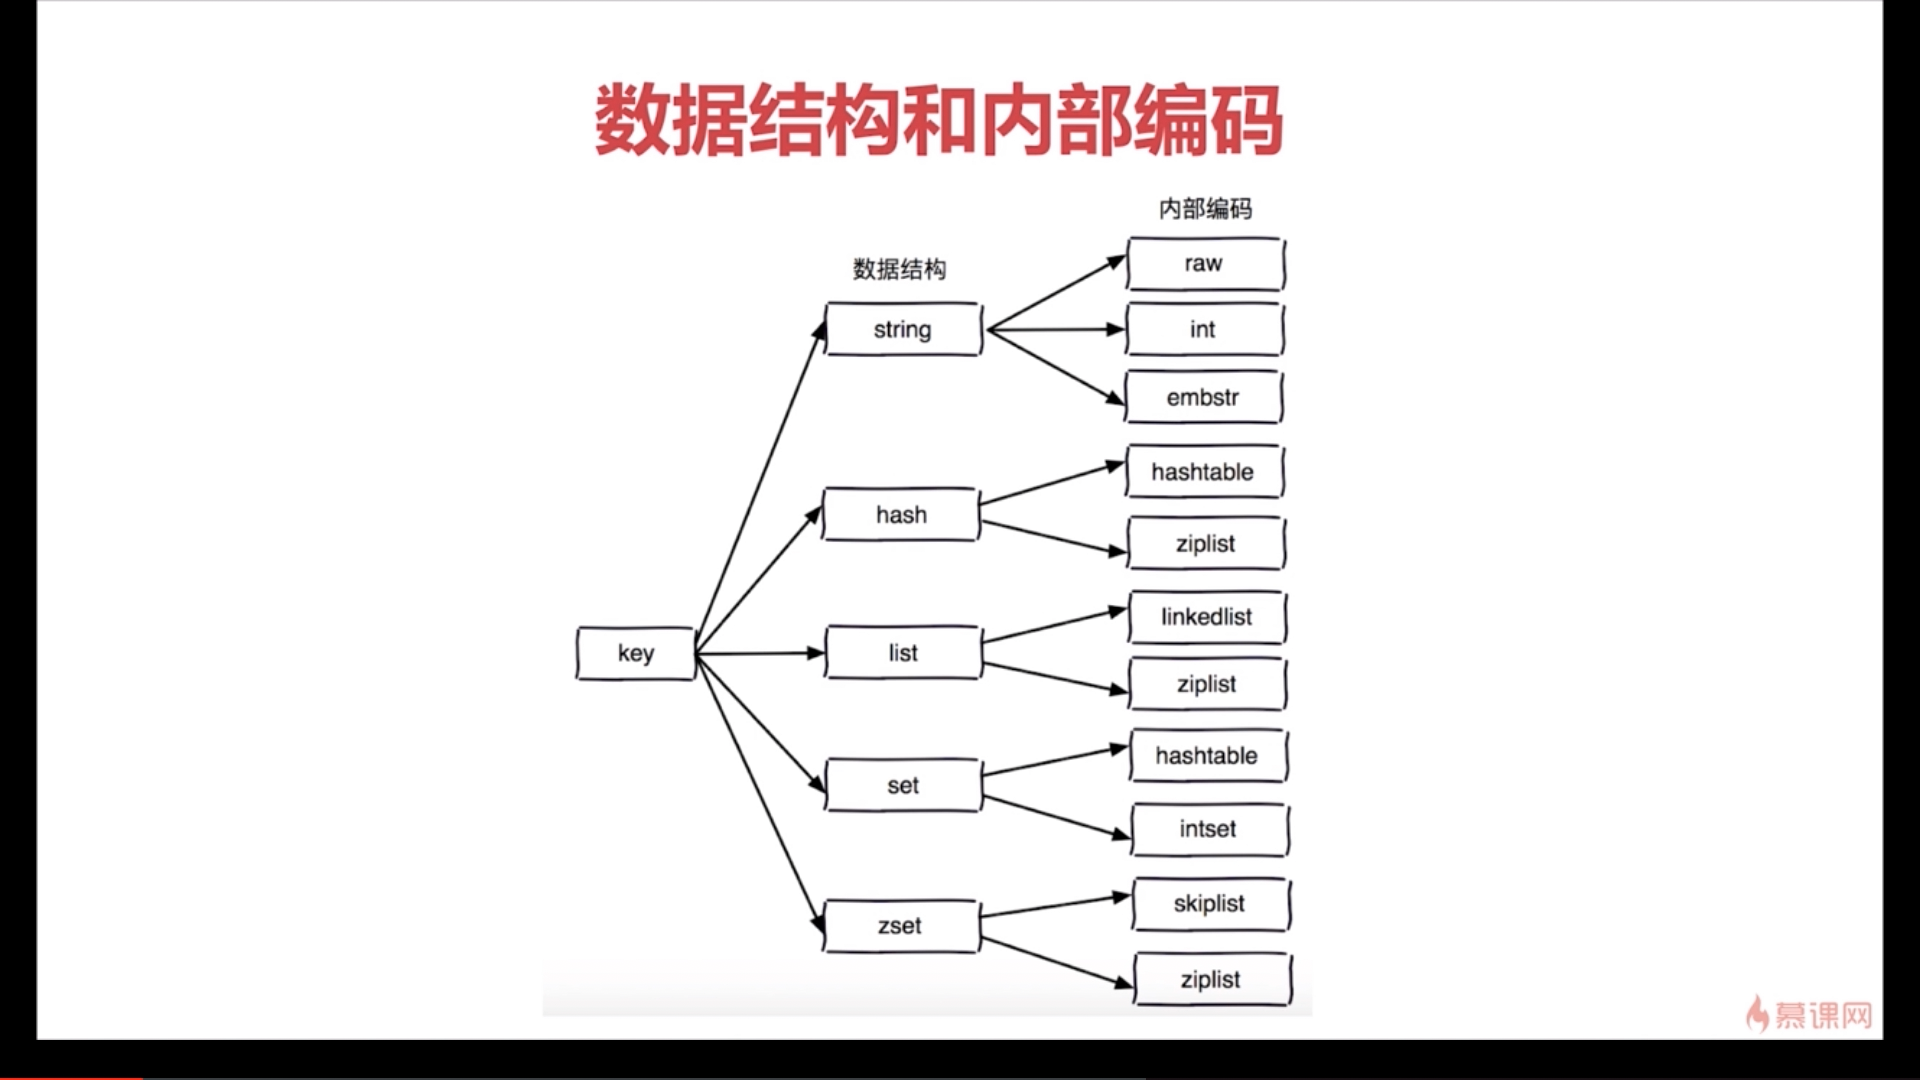 数据结构和内部编码
内部编码
数据结构
raw
string
int
embstr
hashtable
hash
ziplist
linkedlist
key
list
ziplist
hashtable
set
intset
skiplist
zset
ziplist
慕课网